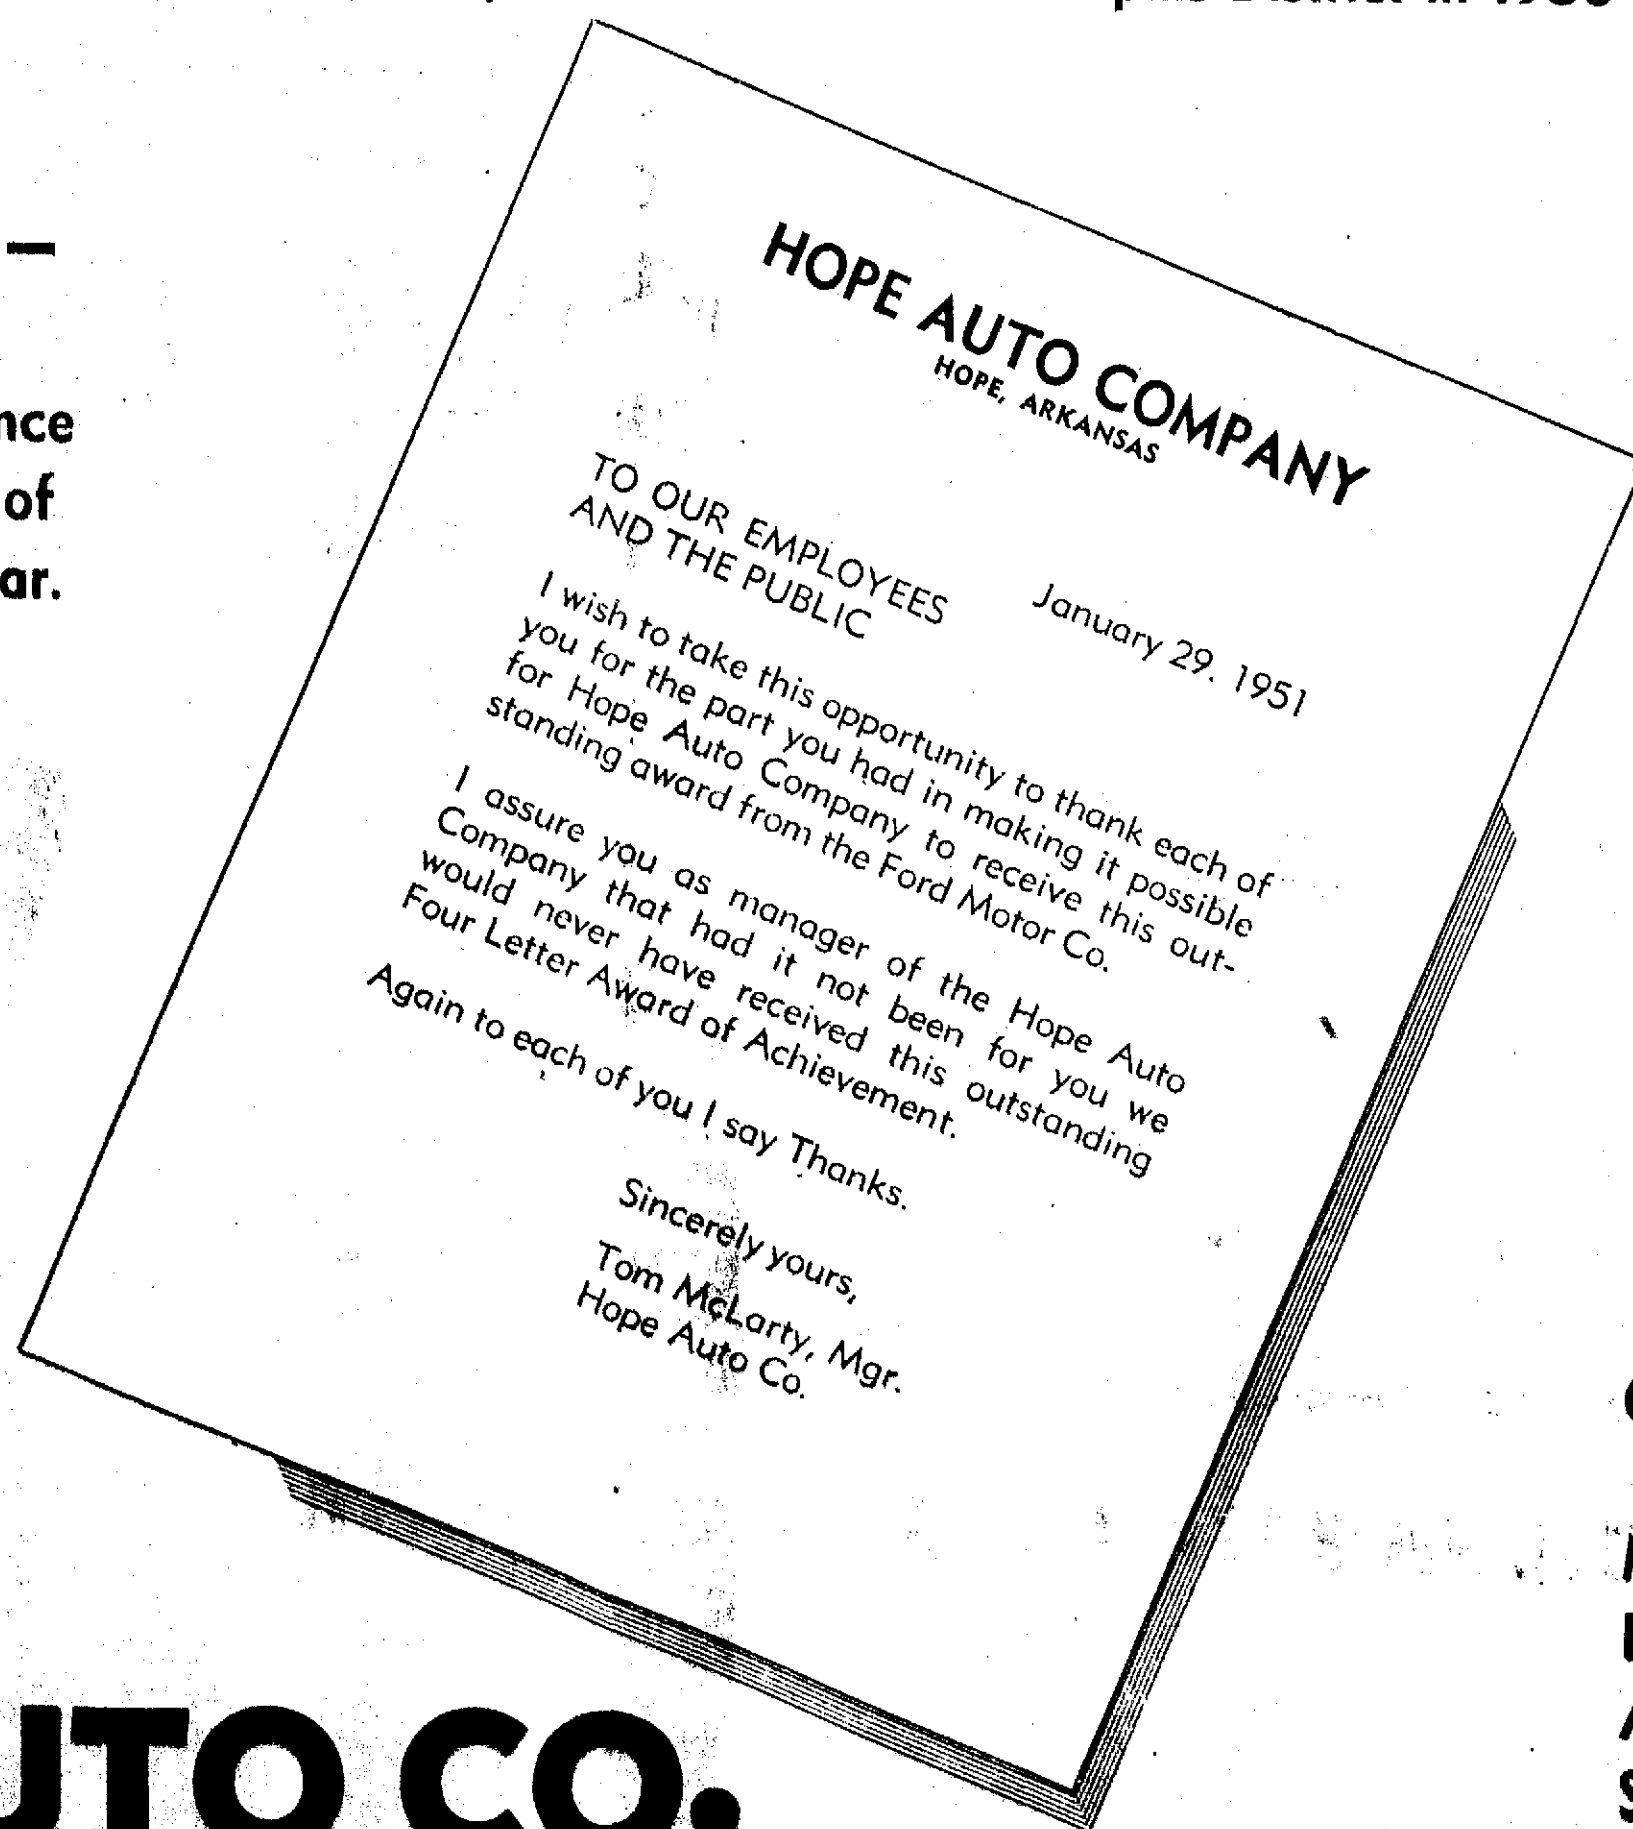 HOPE AUTO COMPANY
HOPE, ARKANSAS
TO OUR EMPLOYEES
AND THE PUBLIC
January 29. 1951
I wish to take this opportunity to thank each of
you for the part you had in making it possible
for Hope Auto Company to receive this out-
standing award from the Ford Motor Co.
I assure you as manager of the Hope Auto
Company that had it not been for you we
would never have received this outstanding
Four Letter Award of Achievement.
Again to each of you I say Thanks.
Sincerely yours,
Tom McLarty, Mgr.
Hope Auto Co.
of
UTO CO.